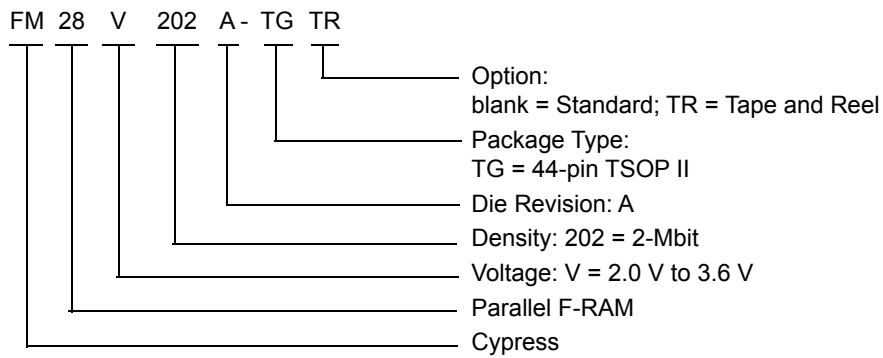 FM 28 V 202 A - TG TR
Option:
blank = Standard; TR = Tape and Reel
Package Type:
TG = 44-pin TSOP II
Die Revision: A
Density: 202 = 2-Mbit
Voltage: V = 2.0 V to 3.6 V
Parallel F-RAM
Cypress